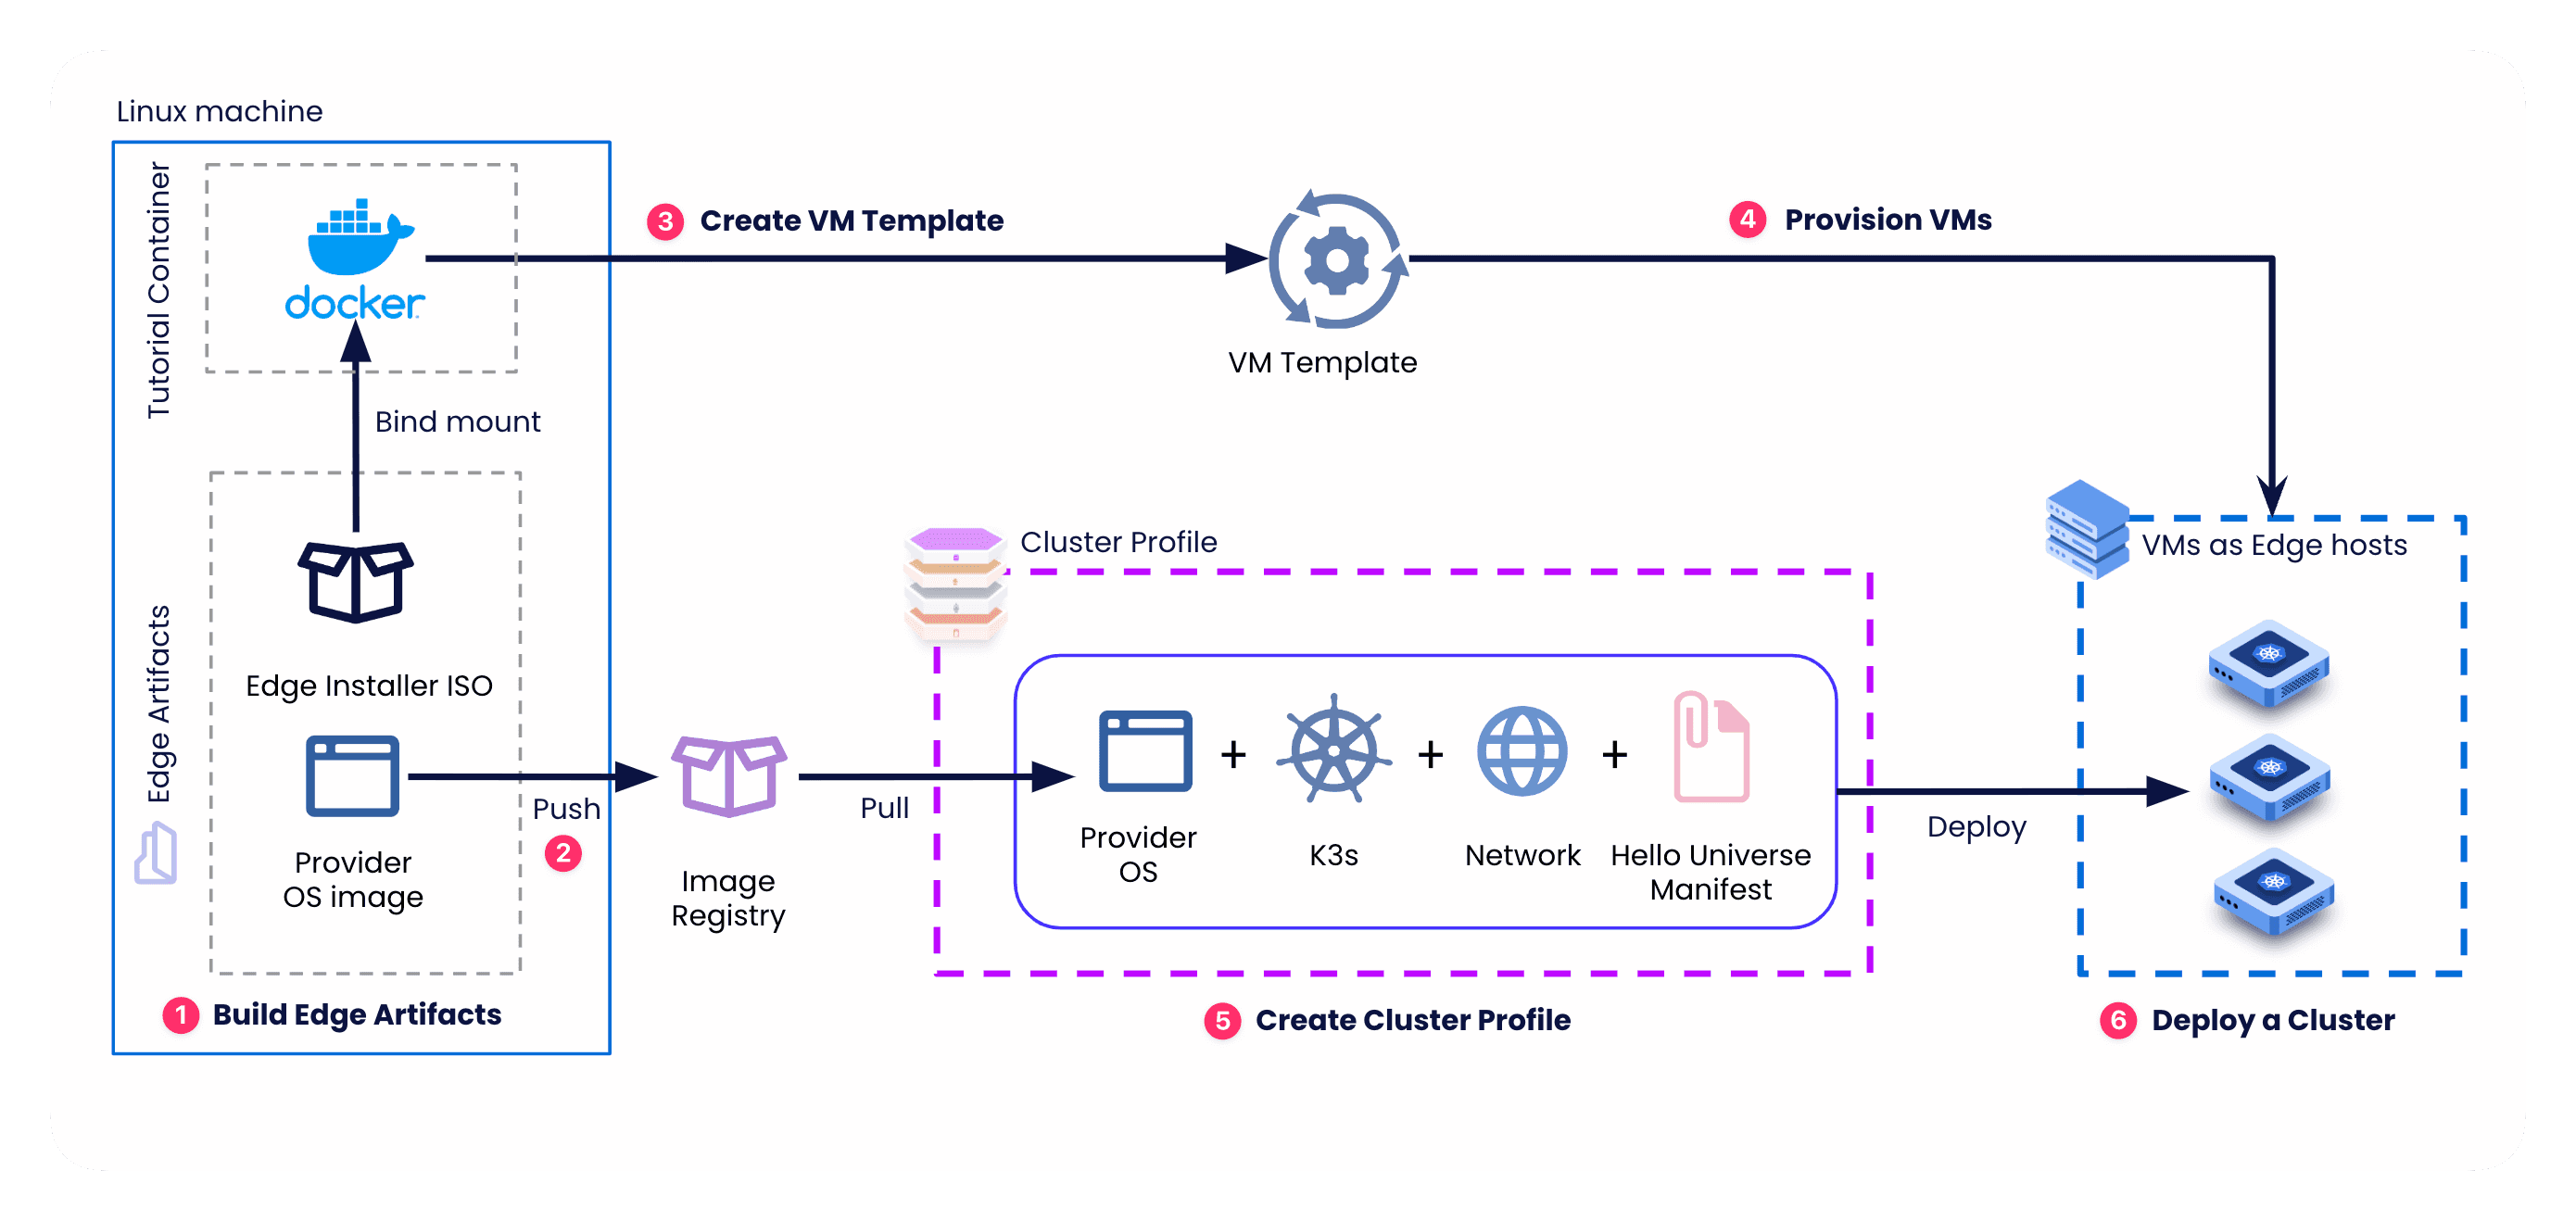 Linux machine
Tutorial Container
docker
Bind mount
Edge Artifacts
Edge Installer ISO
Provider
OS image
1 Build Edge Artifacts
Push
2
Image
Registry
3 Create VM Template
VM Template
4 Provision VMs
Pull
Cluster Profile
Provider
OS
+
K3s
+
Network
+
Hello Universe
Manifest
5 Create Cluster Profile
Deploy
VMs as Edge hosts
6 Deploy a Cluster